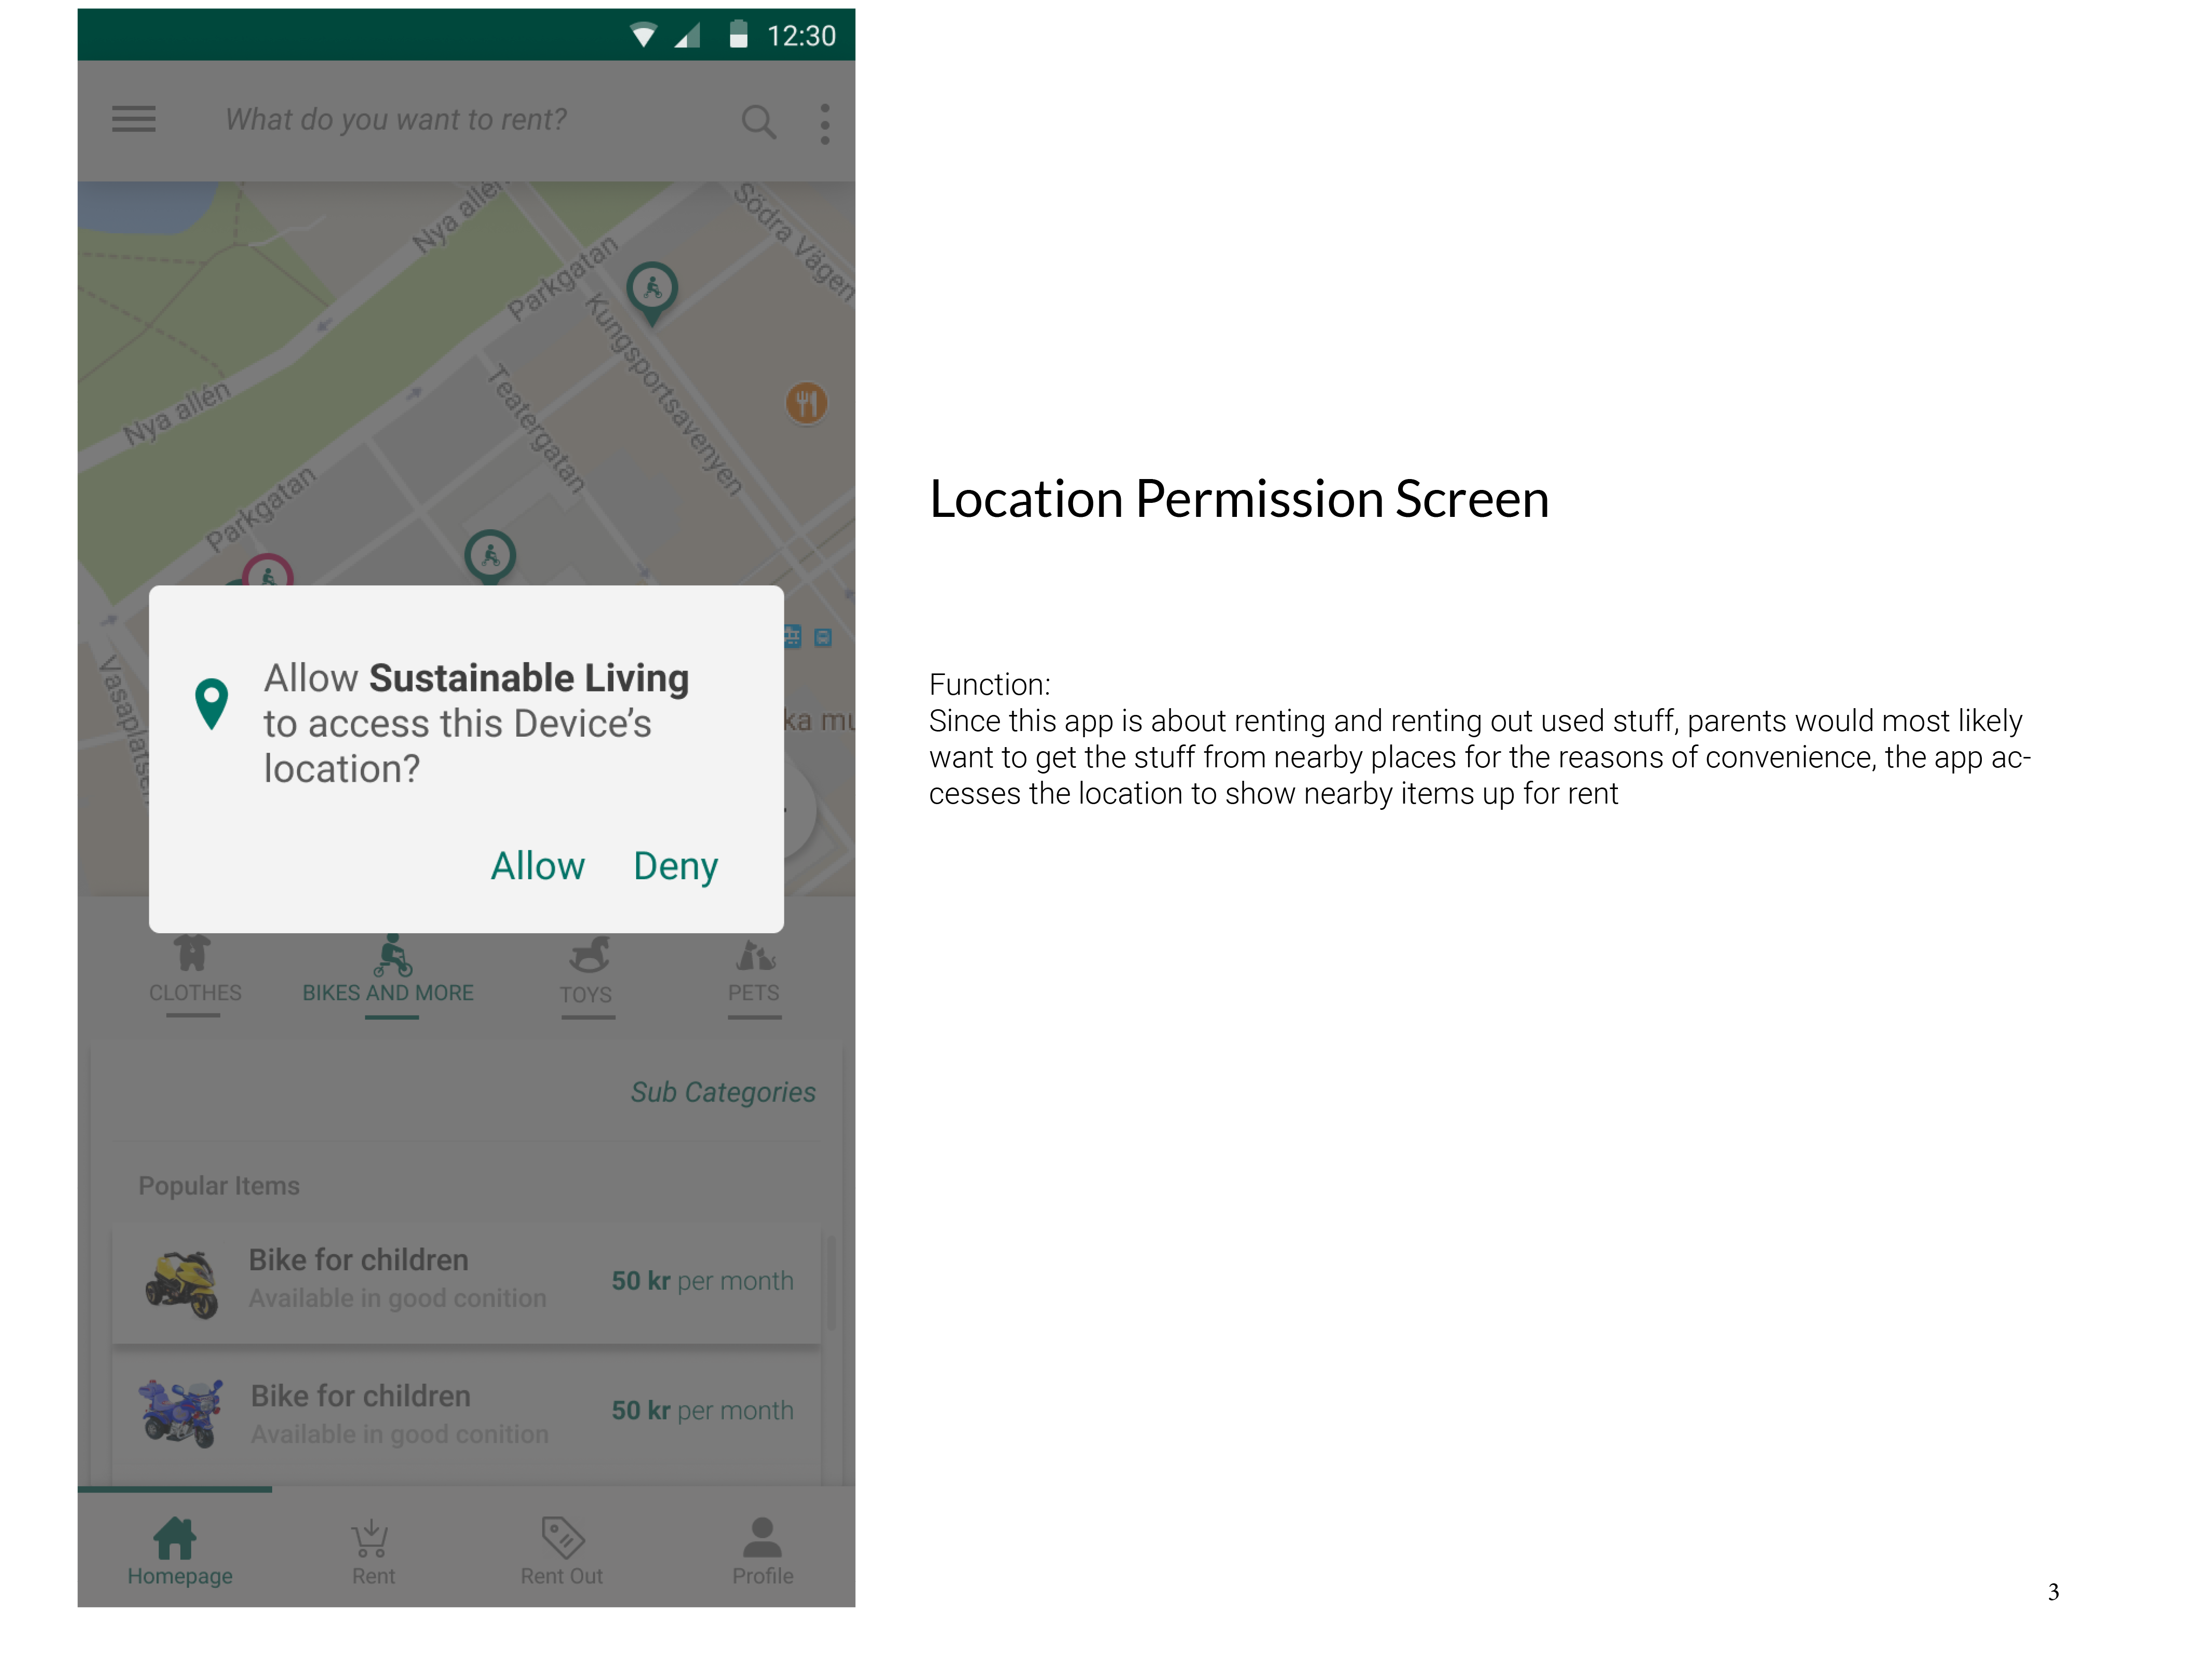 12:30
What do you want to rent?
Nya allén
Södra Vägen
Parkgatan
Kungsportsavenyen
Teatergatan
Nya allén
Parkgatan
Vasaplatsen
ka mu
Allow Sustainable Living
to access this Device’s
location?
Allow Deny
CLOTHES BIKES AND MORE TOYS PETS
Sub Categories
Popular Items
Bike for children
Available in good conition
50 kr per month
Bike for children
Available in good conition
50 kr per month
Homepage Rent Rent Out Profile
Location Permission Screen
Function:
Since this app is about renting and renting out used stuff, parents would most likely
want to get the stuff from nearby places for the reasons of convenience, the app ac-
cesses the location to show nearby items up for rent
3